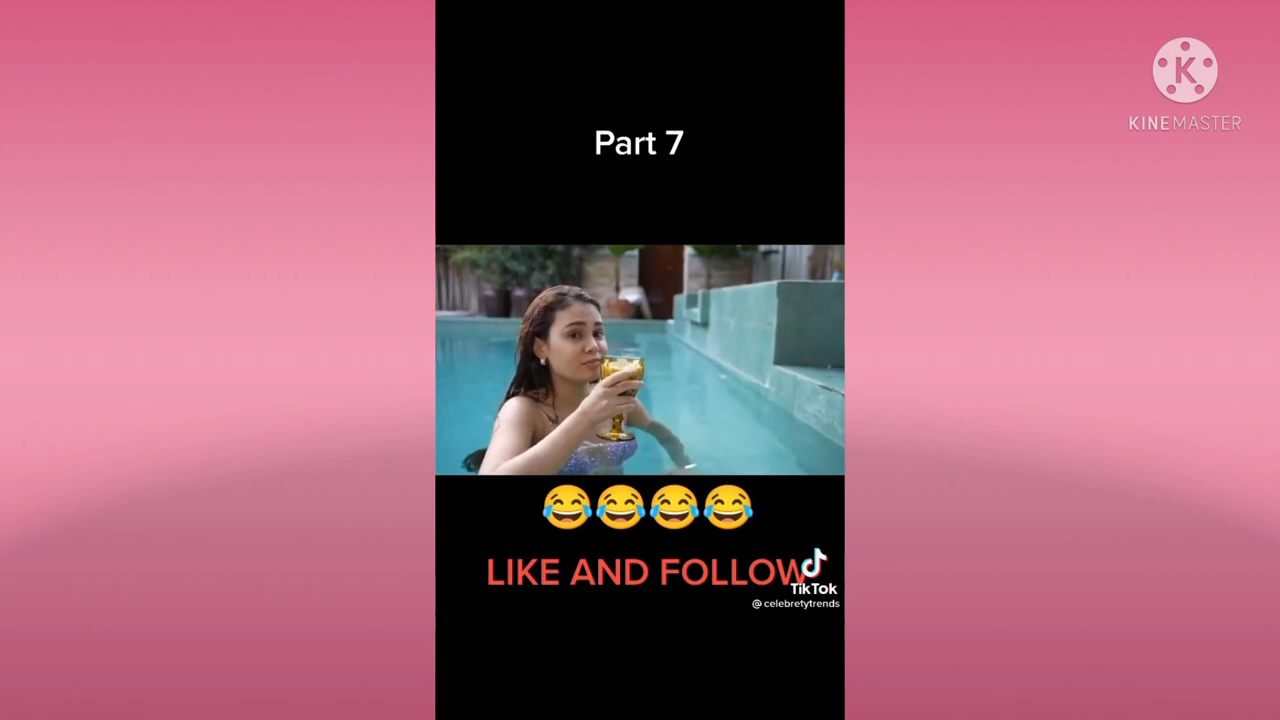 Part 7
K
KINEMASTER
😂😂😂😂
LIKE AND FOLLOW
TikTok
@ celebretytrends